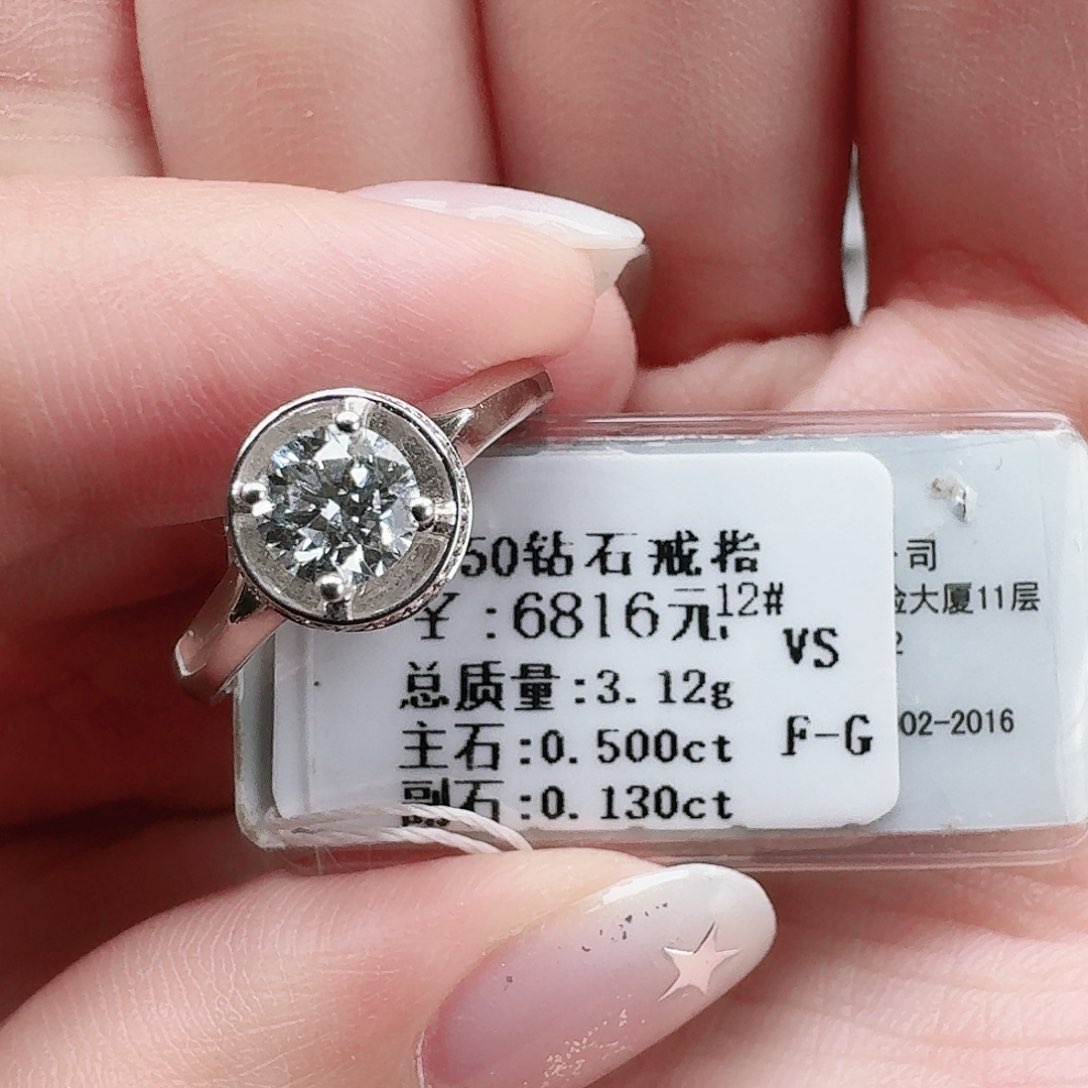 50钻石戒指
¥:6816元 12#
VS
总质量:3.12g
F-G
主石:0.500ct
副石:0.130ct
司
大厦11层
2
02-2016